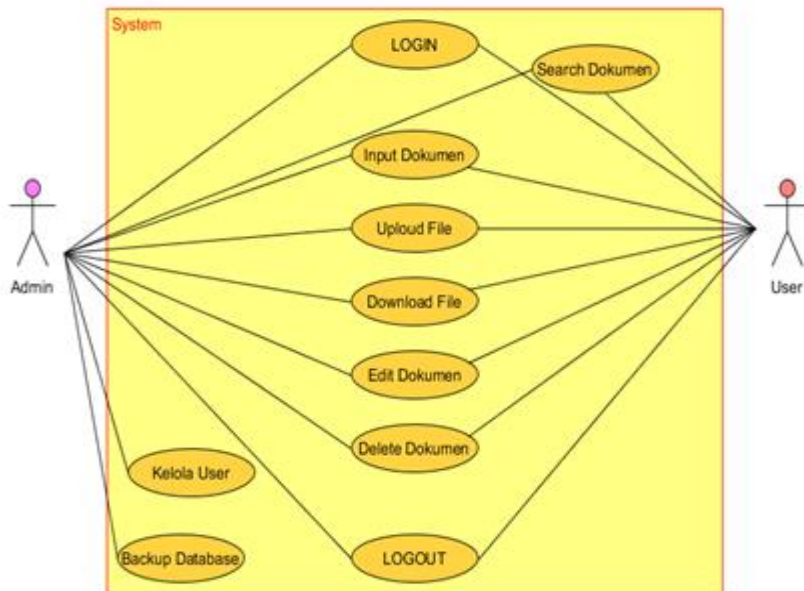 System
LOGIN
Search Dokumen
Input Dokumen
Uploud File
Admin
User
Download File
Edit Dokumen
Delete Dokumen
Kelola User
Backup Database
LOGOUT